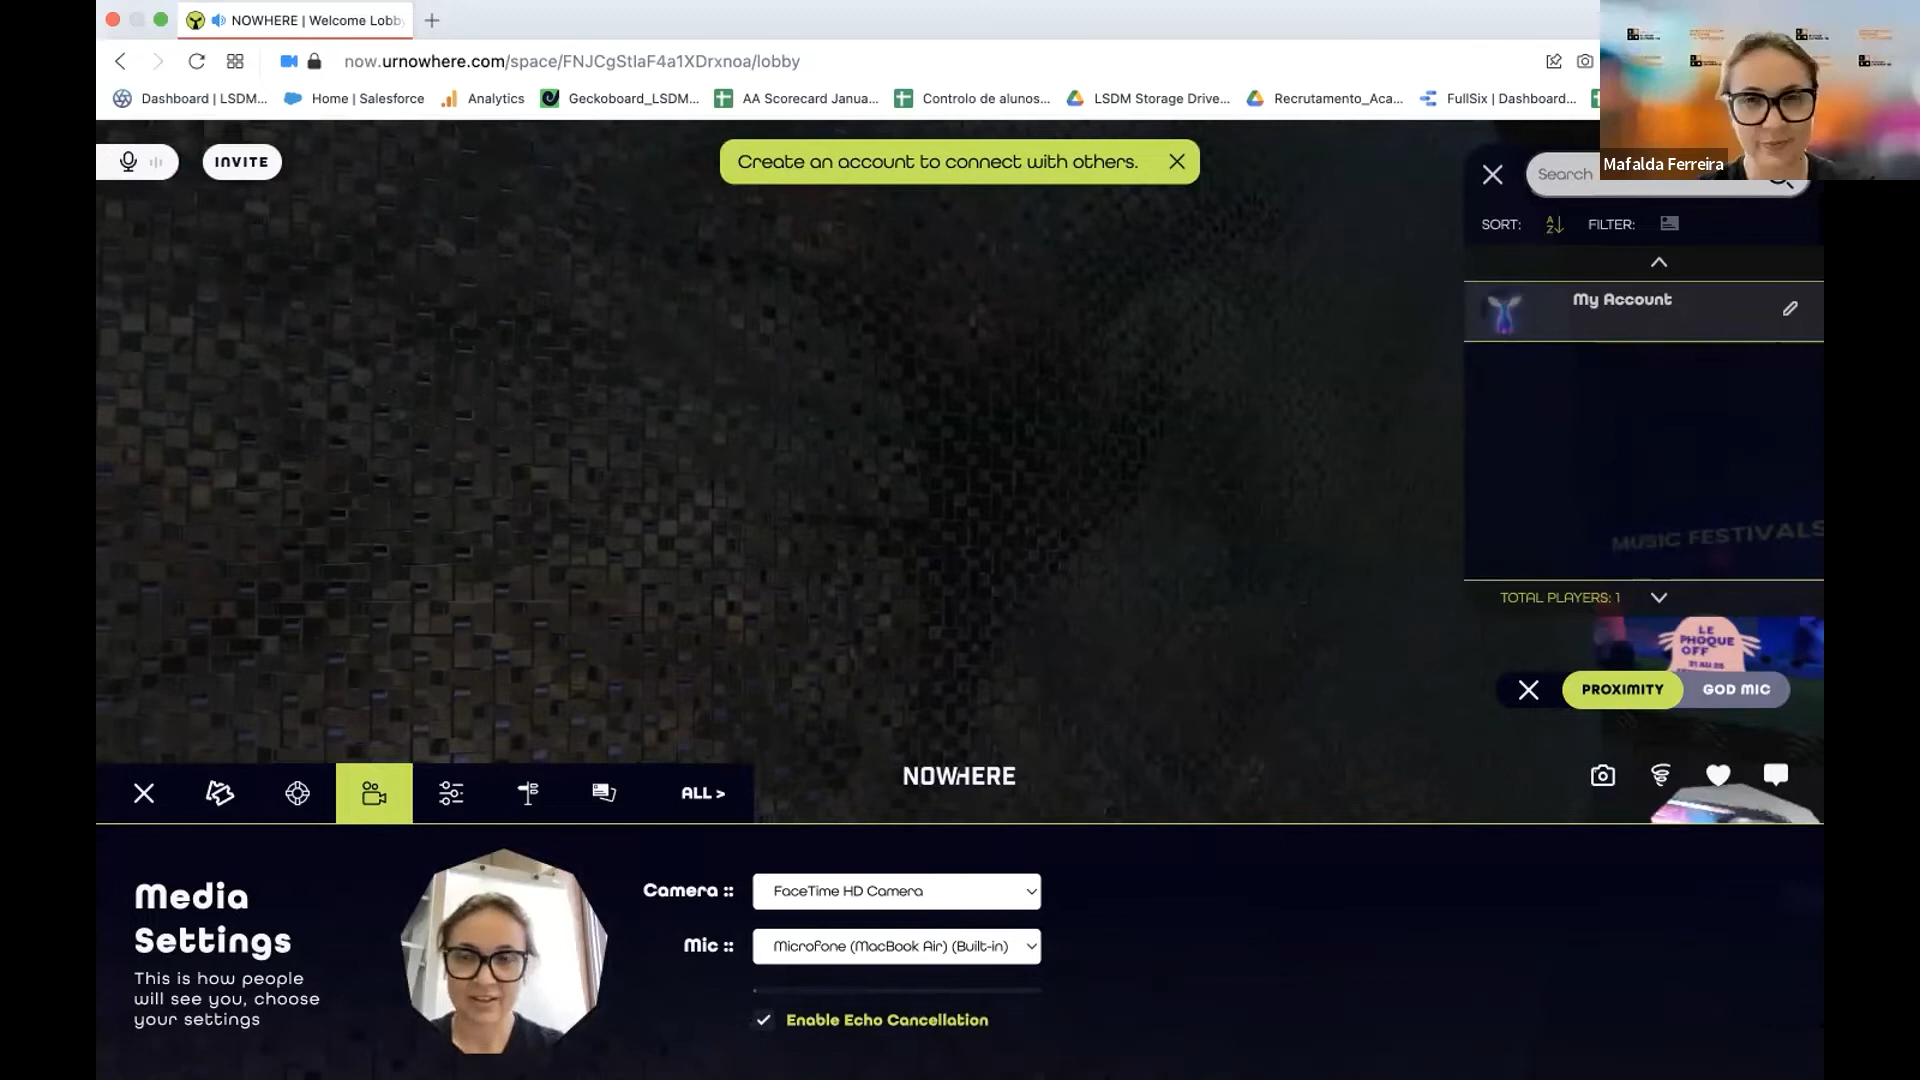 NOWHERE | Welcome Lobby
now.urnowhere.com/space/FNJCgStlaF4a1XDrxnoa/lobby
Dashboard | LSDM... Home | Salesforce Analytics Geckoboard_LSDM... AA Scorecard Janua... Controlo de alunos... LSDM Storage Drive... Recrutamento_Aca... FullSix | Dashboard...
Mafalda Ferreira
INVITE
Create an account to connect with others.
Search
SORT: FILTER:
My Account
MUSIC FESTIVALS
TOTAL PLAYERS: 1
LE
PHOQUE
OFF
PROXIMITY GOD MIC
NOWHERE
ALL >
Media
Settings
This is how people
will see you, choose
your settings
Camera :: FaceTime HD Camera
Mic :: Microfone (MacBook Air) (Built-in)
Enable Echo Cancellation